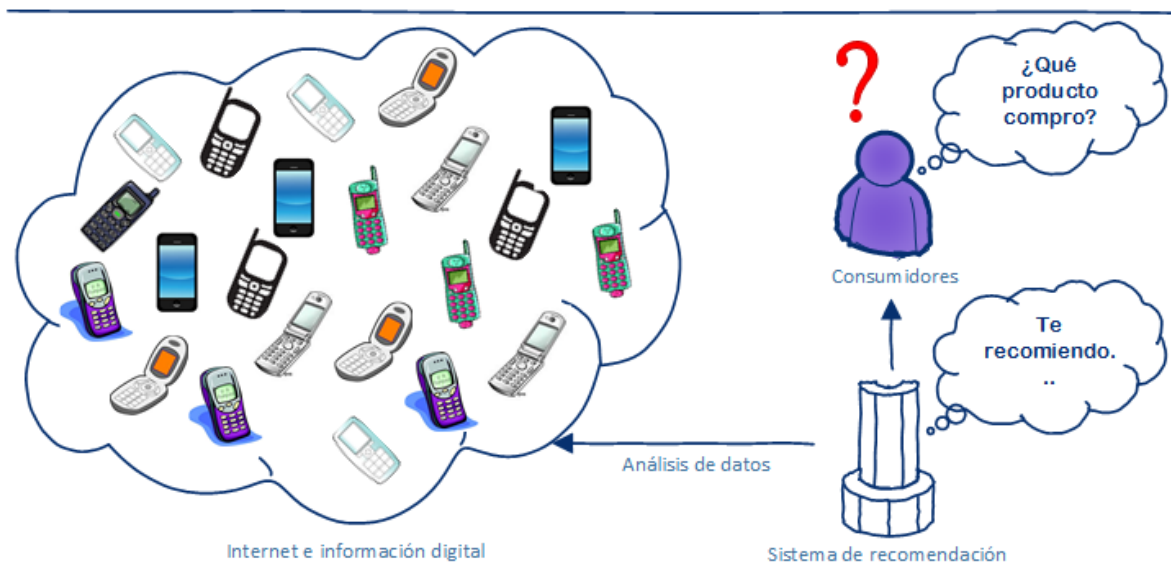 ¿Qué
producto
compro?
Consumidores
Te
recomiendo.
..
Análisis de datos
Internet e información digital
Sistema de recomendación